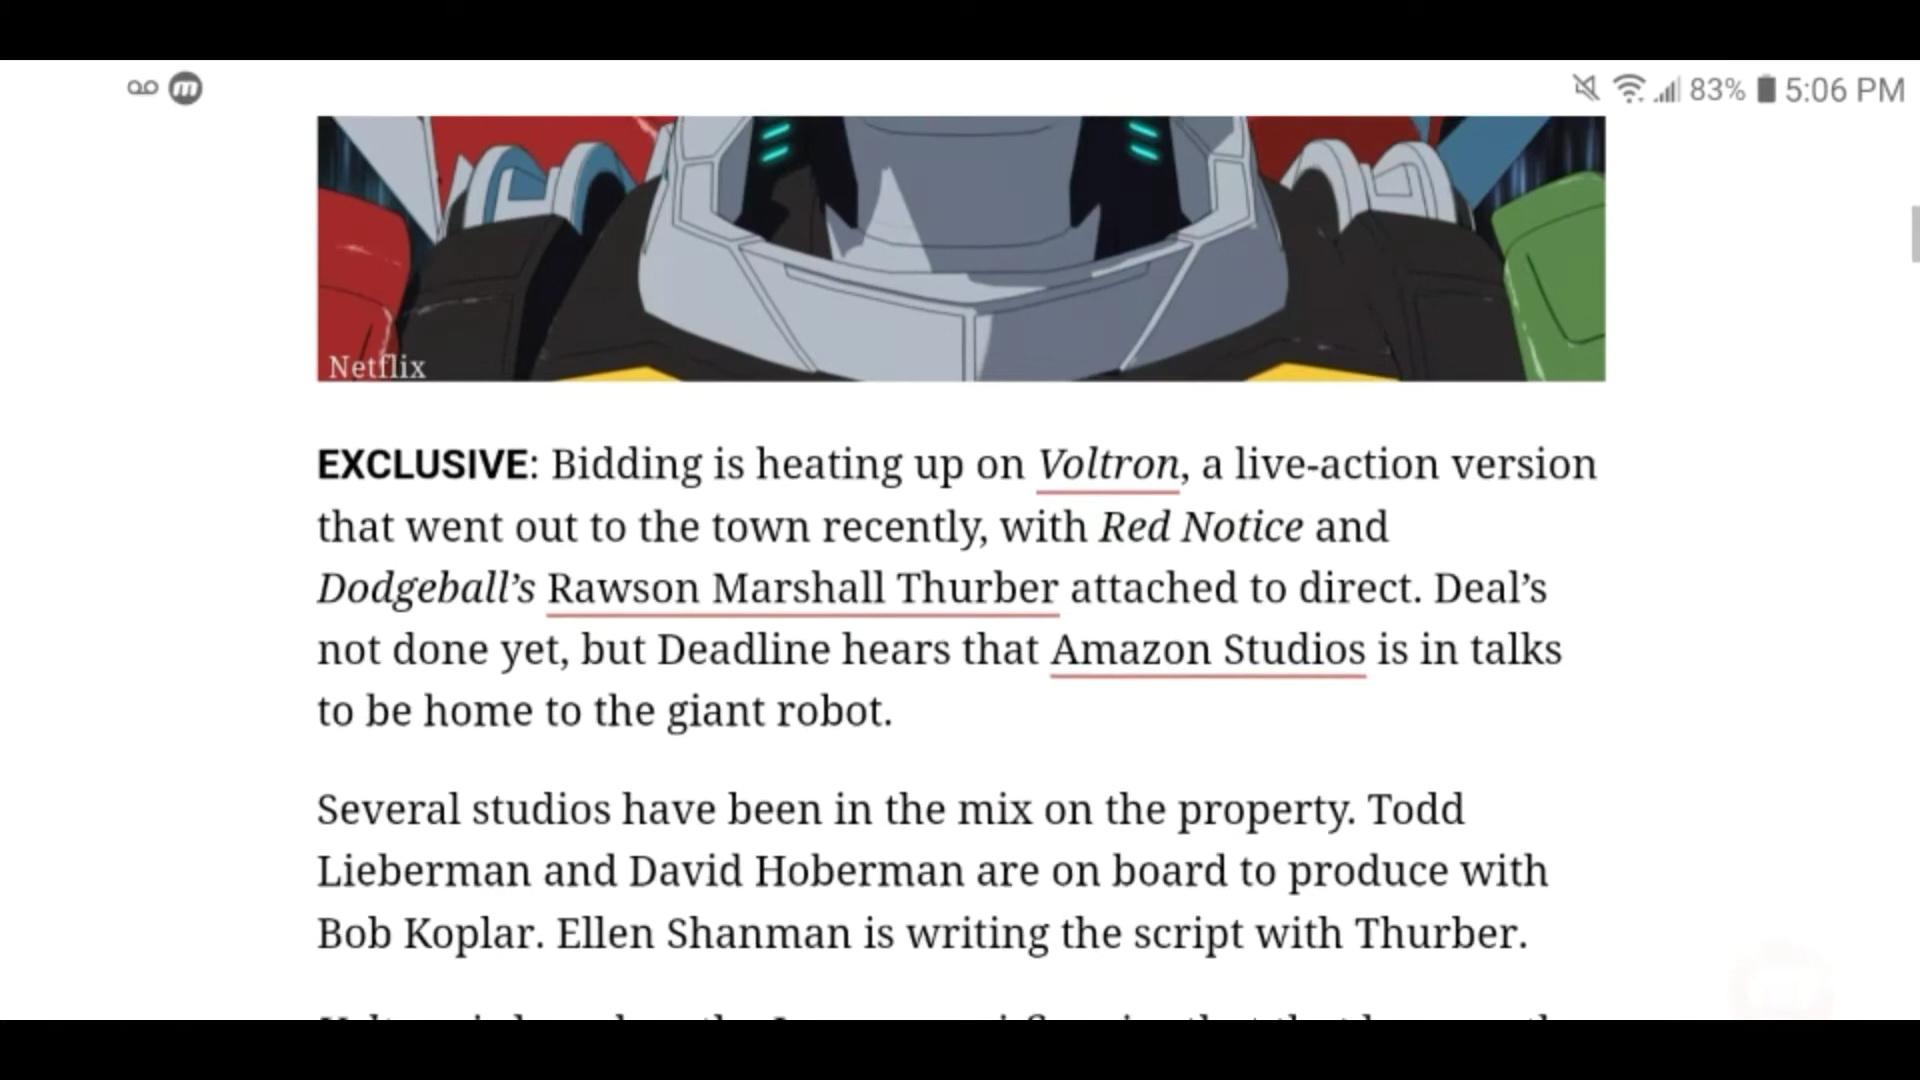 83% 5:06 PM
Netflix
EXCLUSIVE: Bidding is heating up on Voltron, a live-action version
that went out to the town recently, with Red Notice and
Dodgeball’s Rawson Marshall Thurber attached to direct. Deal’s
not done yet, but Deadline hears that Amazon Studios is in talks
to be home to the giant robot.
Several studios have been in the mix on the property. Todd
Lieberman and David Hoberman are on board to produce with
Bob Koplar. Ellen Shanman is writing the script with Thurber.